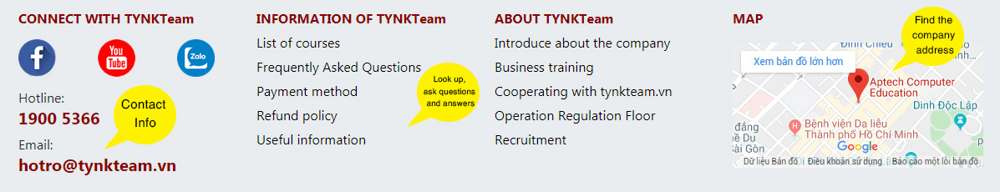 CONNECT WITH TYNKTeam
You
Tube
Zalo
Hotline:
1900 5366
Email:
hotro@tynkteam.vn
Contact
Info
INFORMATION OF TYNKTeam
List of courses
Frequently Asked Questions
Payment method
Refund policy
Useful information
Look up,
ask questions
and answers
ABOUT TYNKTeam
Introduce about the company
Business training
Cooperating with tynkteam.vn
Operation Regulation Floor
Recruitment
MAP
Find the
company
address
Đình Chiểu
Xem bản đồ lớn hơn
Aptech Computer
Education
Dinh Độc Lập
Bệnh viện Da liễu
Thành phố Hồ Chí Minh
đẳng
ế Du
Sài Gòn
Google
Dữ liệu Bản đồ
Điều khoản sử dụng
Báo cáo một lỗi bản đồ